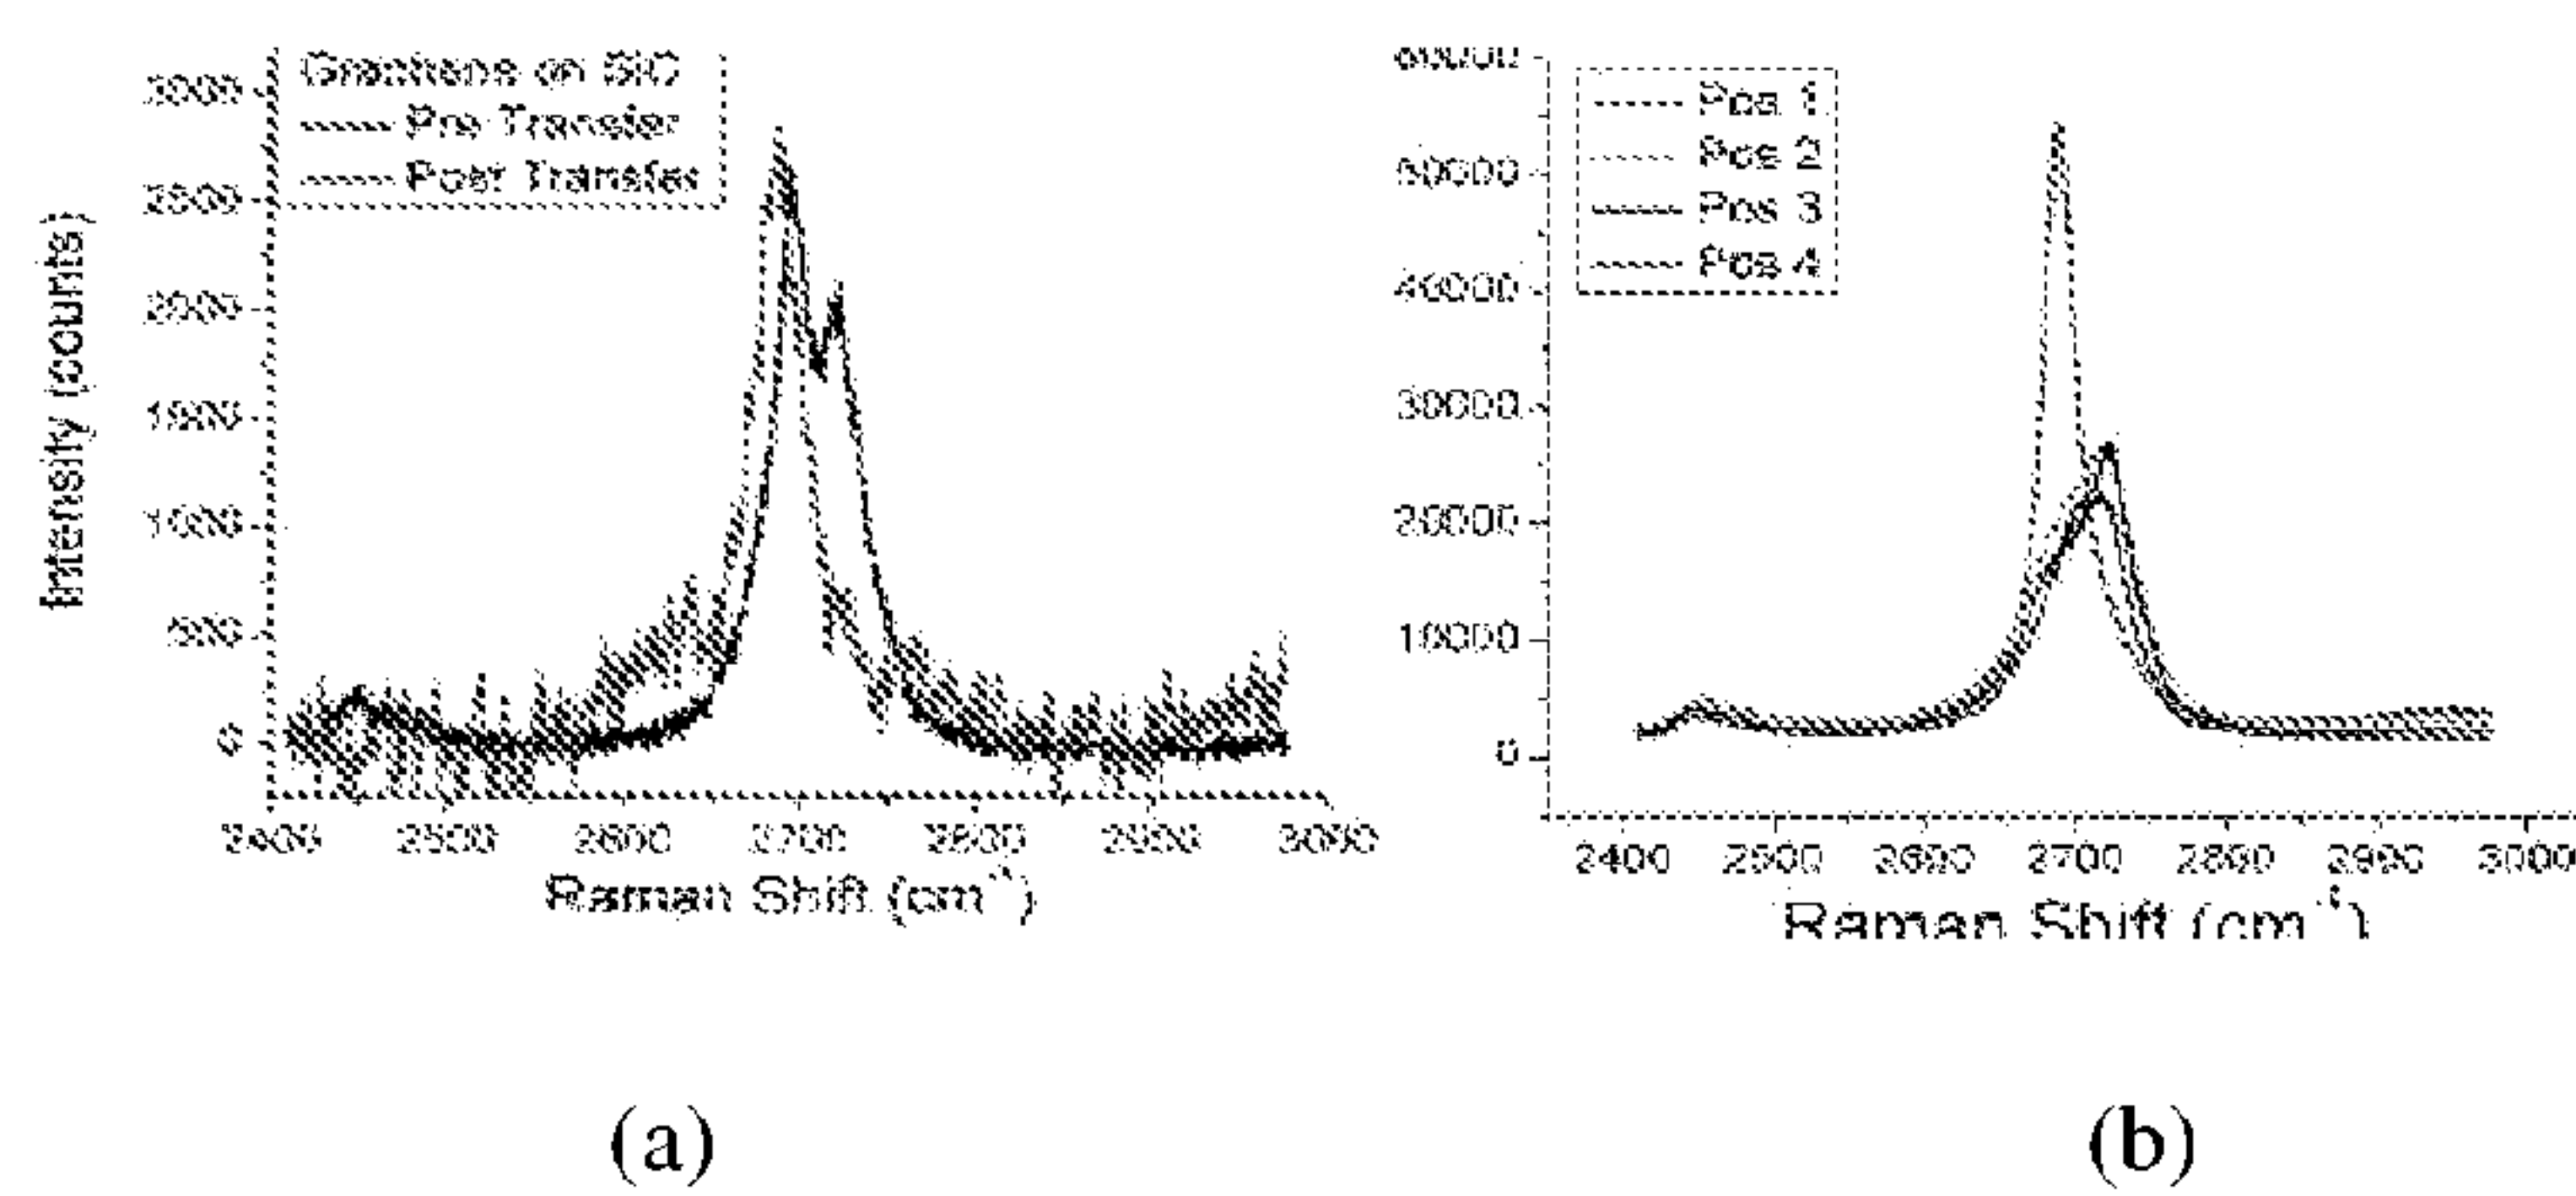 Graphene on SiC
Pre Transfer
Post Transfer
3000
2500
2000
1500
1000
500
0
Intensity (counts)
2400 2500 2600 2700 2800 2900 3000
Raman Shift (cm⁻¹)
(a)
Pos 1
Pos 2
Pos 3
Pos 4
60000
50000
40000
30000
20000
10000
0
2400 2500 2600 2700 2800 2900 3000
Raman Shift (cm⁻¹)
(b)